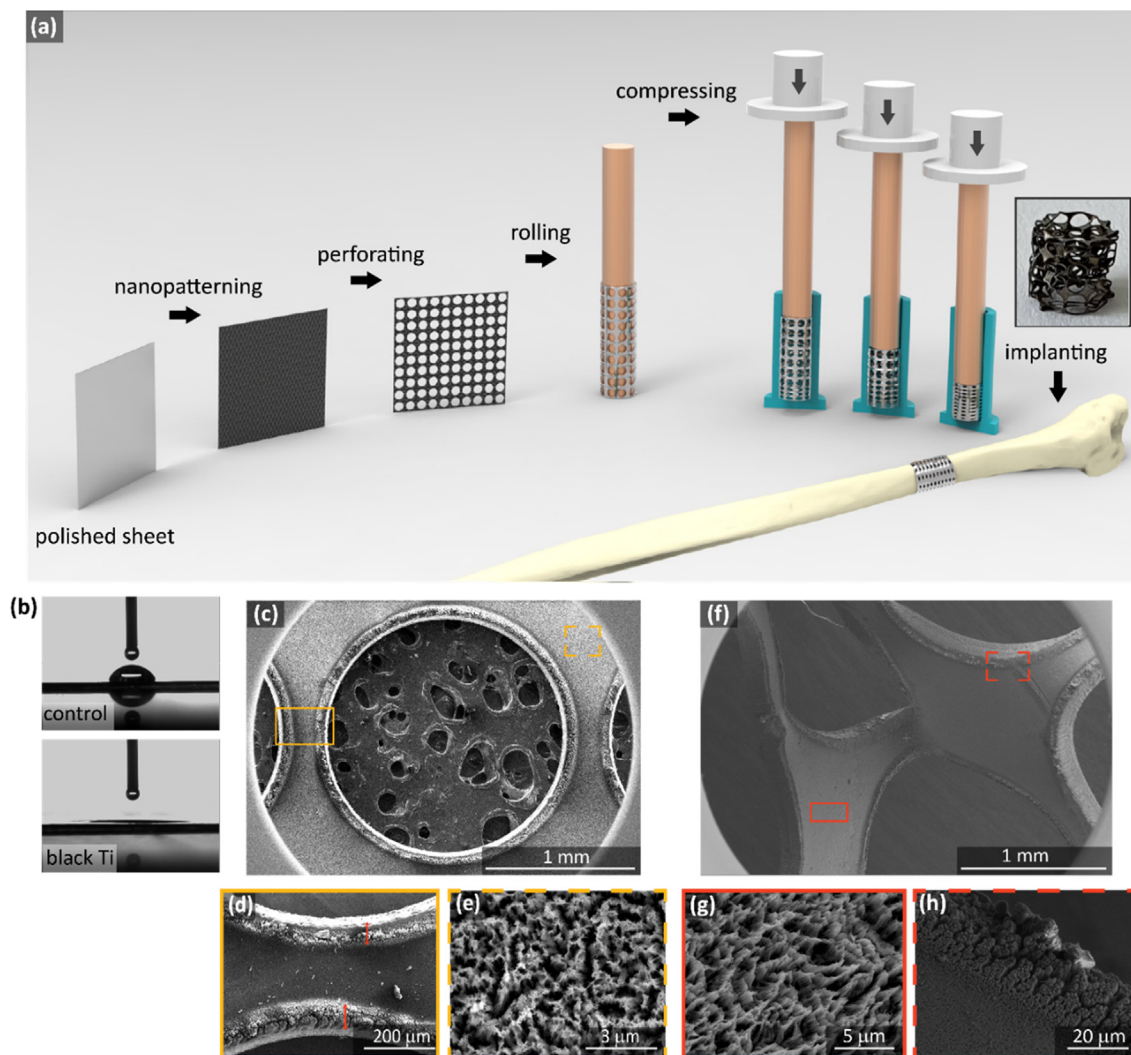 (a)
compressing
rolling
perforating
nanopatterning
implanting
polished sheet
(b)
control
black Ti
(c)
1 mm
(f)
1 mm
(d)
200 µm
(e)
3 µm
(g)
5 µm
(h)
20 µm